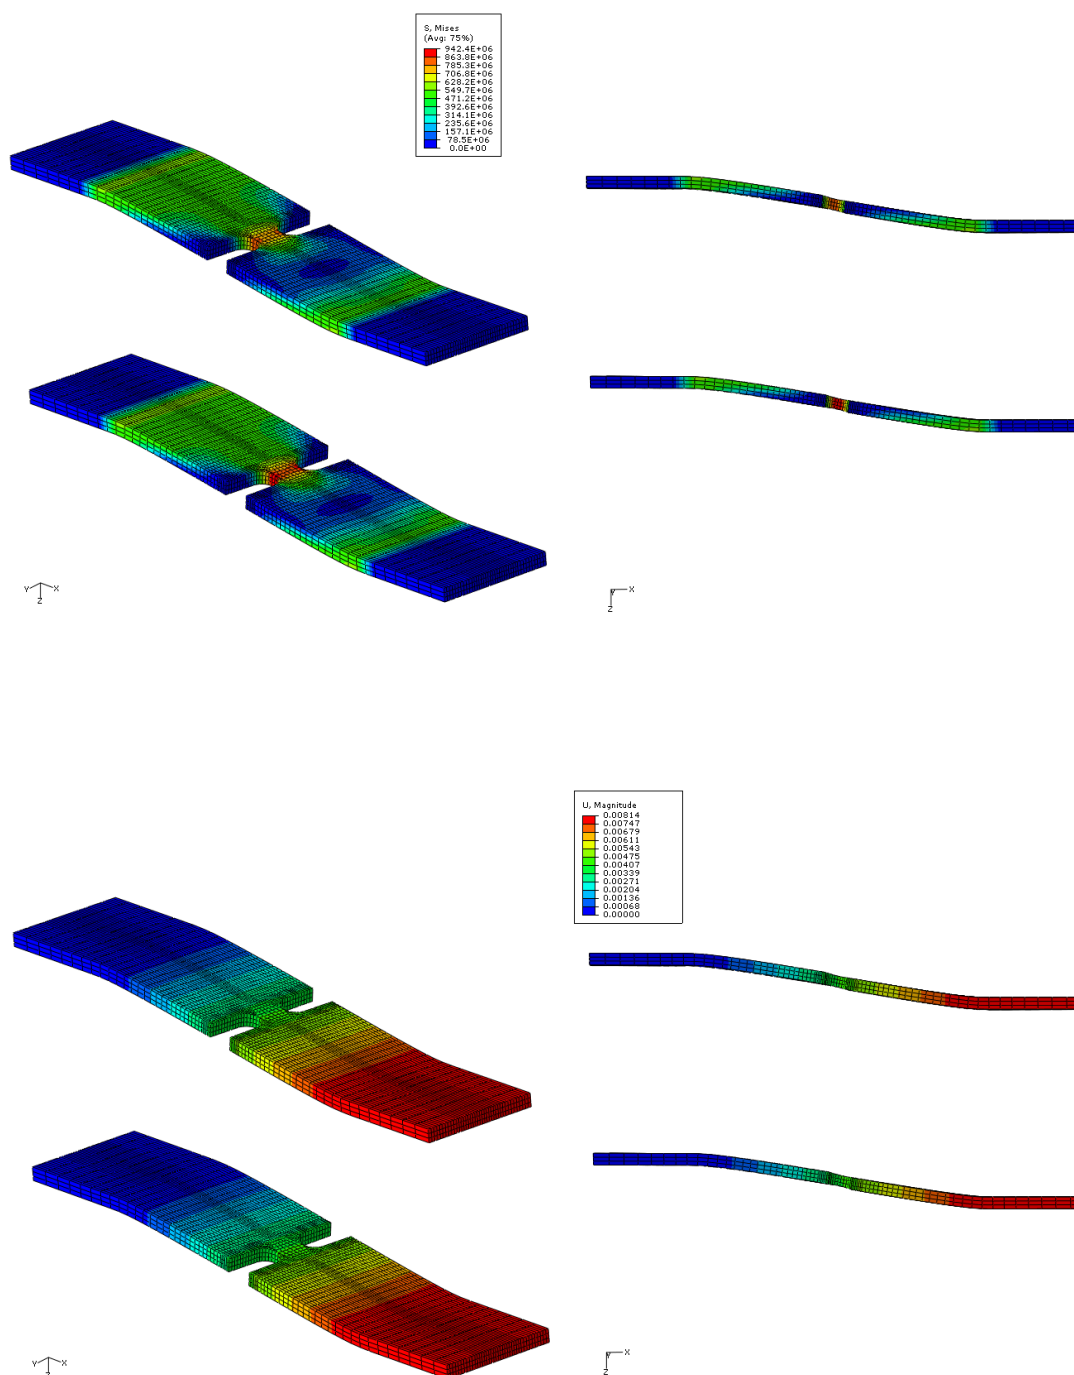 S, Mises
(Avg: 75%)
942.4E+06
863.8E+06
785.3E+06
706.8E+06
628.2E+06
549.7E+06
471.2E+06
392.6E+06
314.1E+06
235.6E+06
157.1E+06
78.5E+06
0.0E+00
Y X
Z
Y X
Z
U, Magnitude
0.00814
0.00747
0.00679
0.00611
0.00543
0.00475
0.00407
0.00339
0.00271
0.00204
0.00136
0.00068
0.00000
Y X
Z
Y X
Z